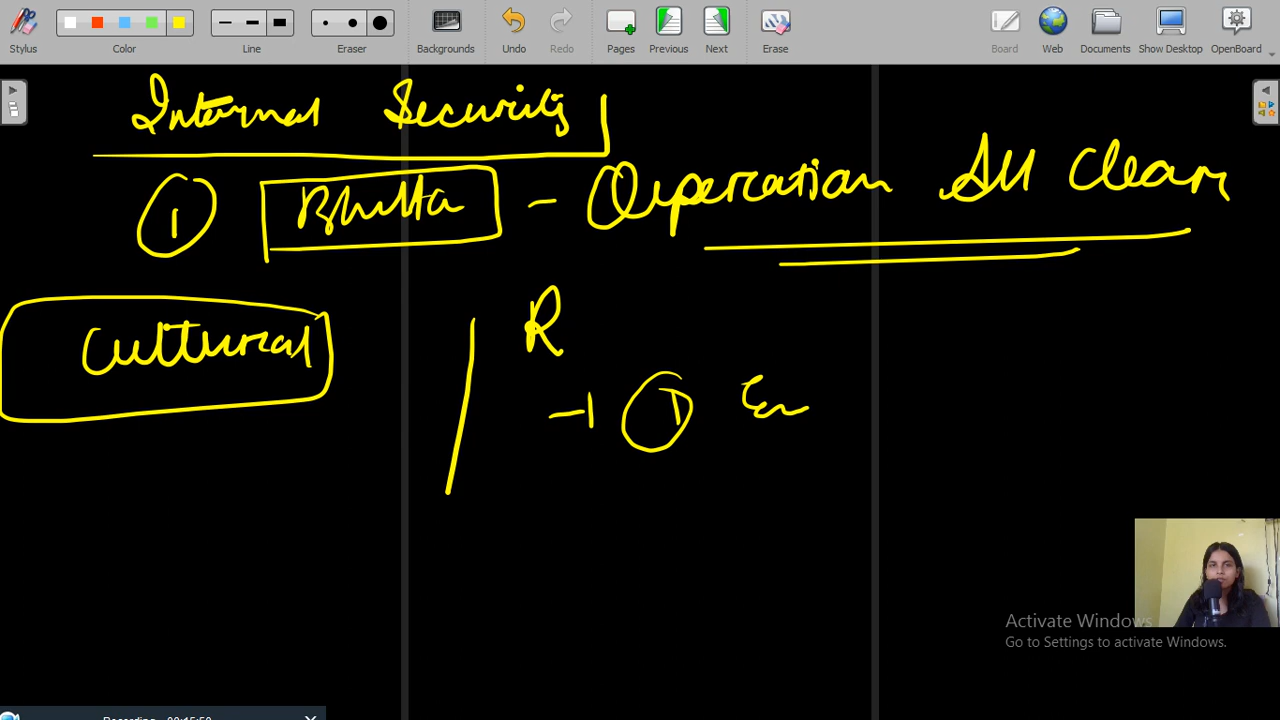 Stylus Color Line Eraser Backgrounds Undo Redo Pages Previous Next Erase Board Web Documents Show Desktop OpenBoard
Internal Security
1 Bhutta - Operation All Clear
Cultural
R
1
Activate Windows
Go to Settings to activate Windows.